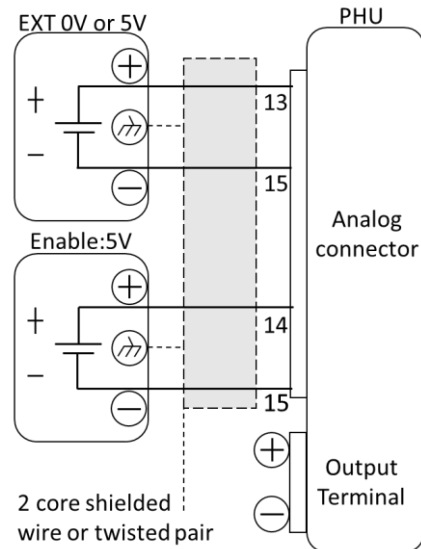 EXT 0V or 5V
PHU
+
+
13
−
−
15
Analog
connector
Enable:5V
+
+
14
−
−
15
+
Output
Terminal
−
2 core shielded
wire or twisted pair